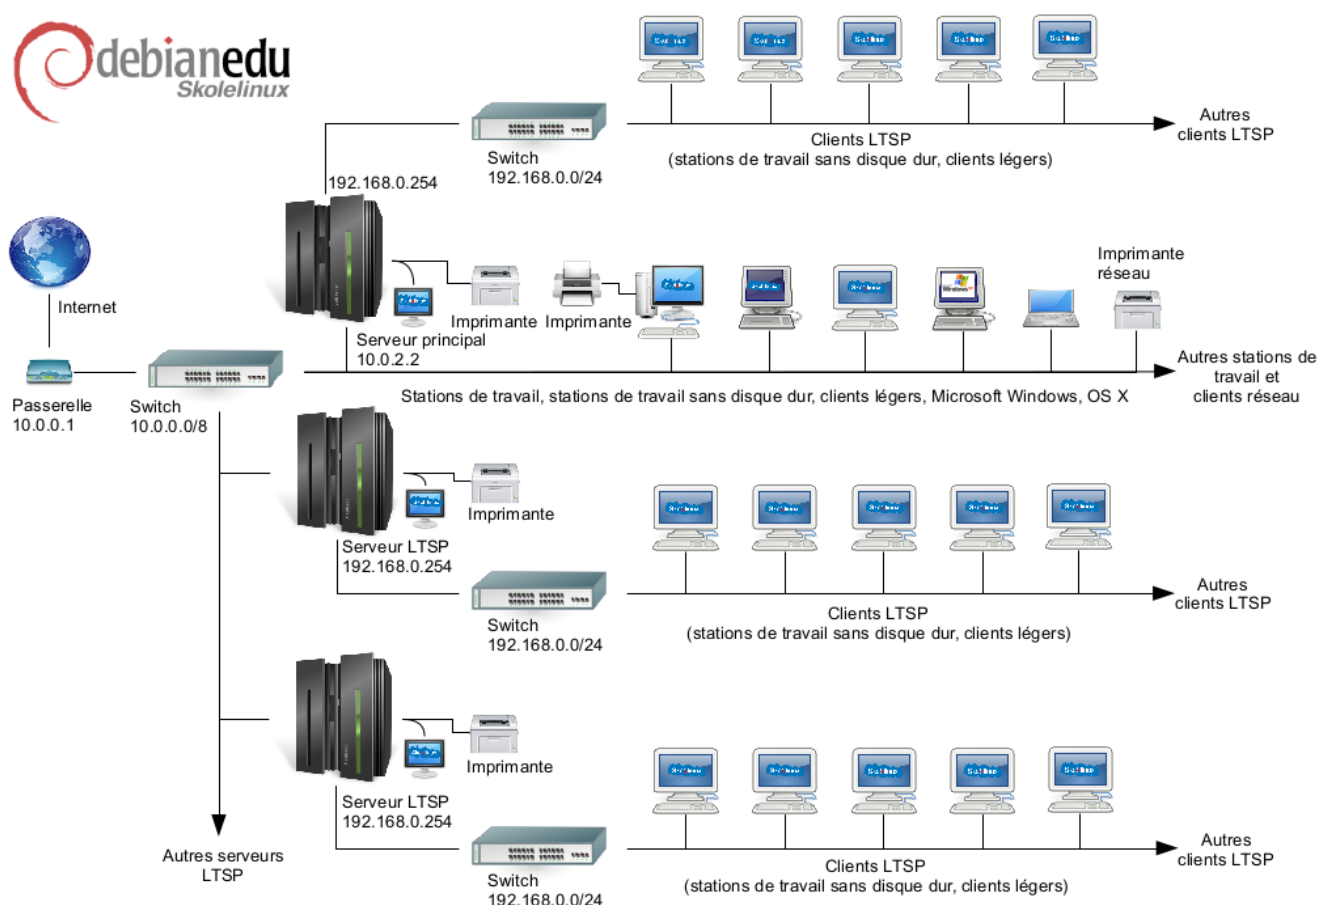 debianedu
Skolelinux
Autres
clients LTSP
Clients LTSP
(stations de travail sans disque dur, clients légers)
Switch
192.168.0.0/24
192.168.0.254
Internet
Imprimante
Imprimante
Imprimante
réseau
Windows
Serveur principal
10.0.2.2
Autres stations de
travail et
clients réseau
Stations de travail, stations de travail sans disque dur, clients légers, Microsoft Windows, OS X
Passerelle
10.0.0.1
Switch
10.0.0.0/8
Imprimante
Serveur LTSP
192.168.0.254
Autres
clients LTSP
Clients LTSP
(stations de travail sans disque dur, clients légers)
Switch
192.168.0.0/24
Imprimante
Serveur LTSP
192.168.0.254
Autres serveurs
LTSP
Autres
clients LTSP
Clients LTSP
(stations de travail sans disque dur, clients légers)
Switch
192.168.0.0/24